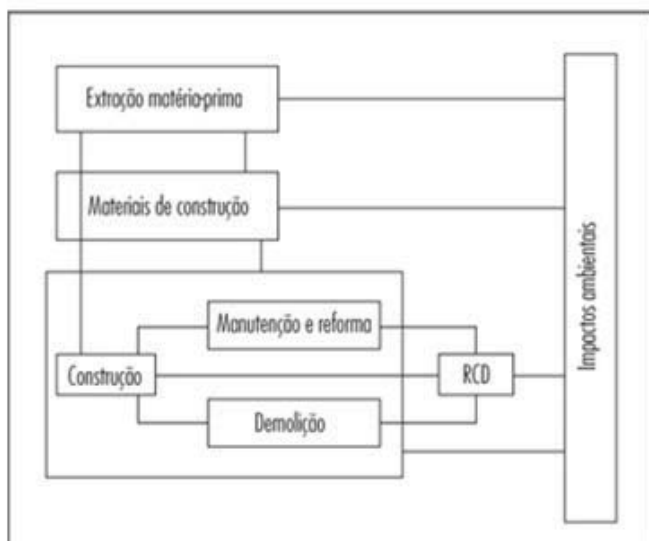 Extração matéria-prima
Materiais de construção
Manutenção e reforma
Construção
RCD
Demolição
Impactos ambientais